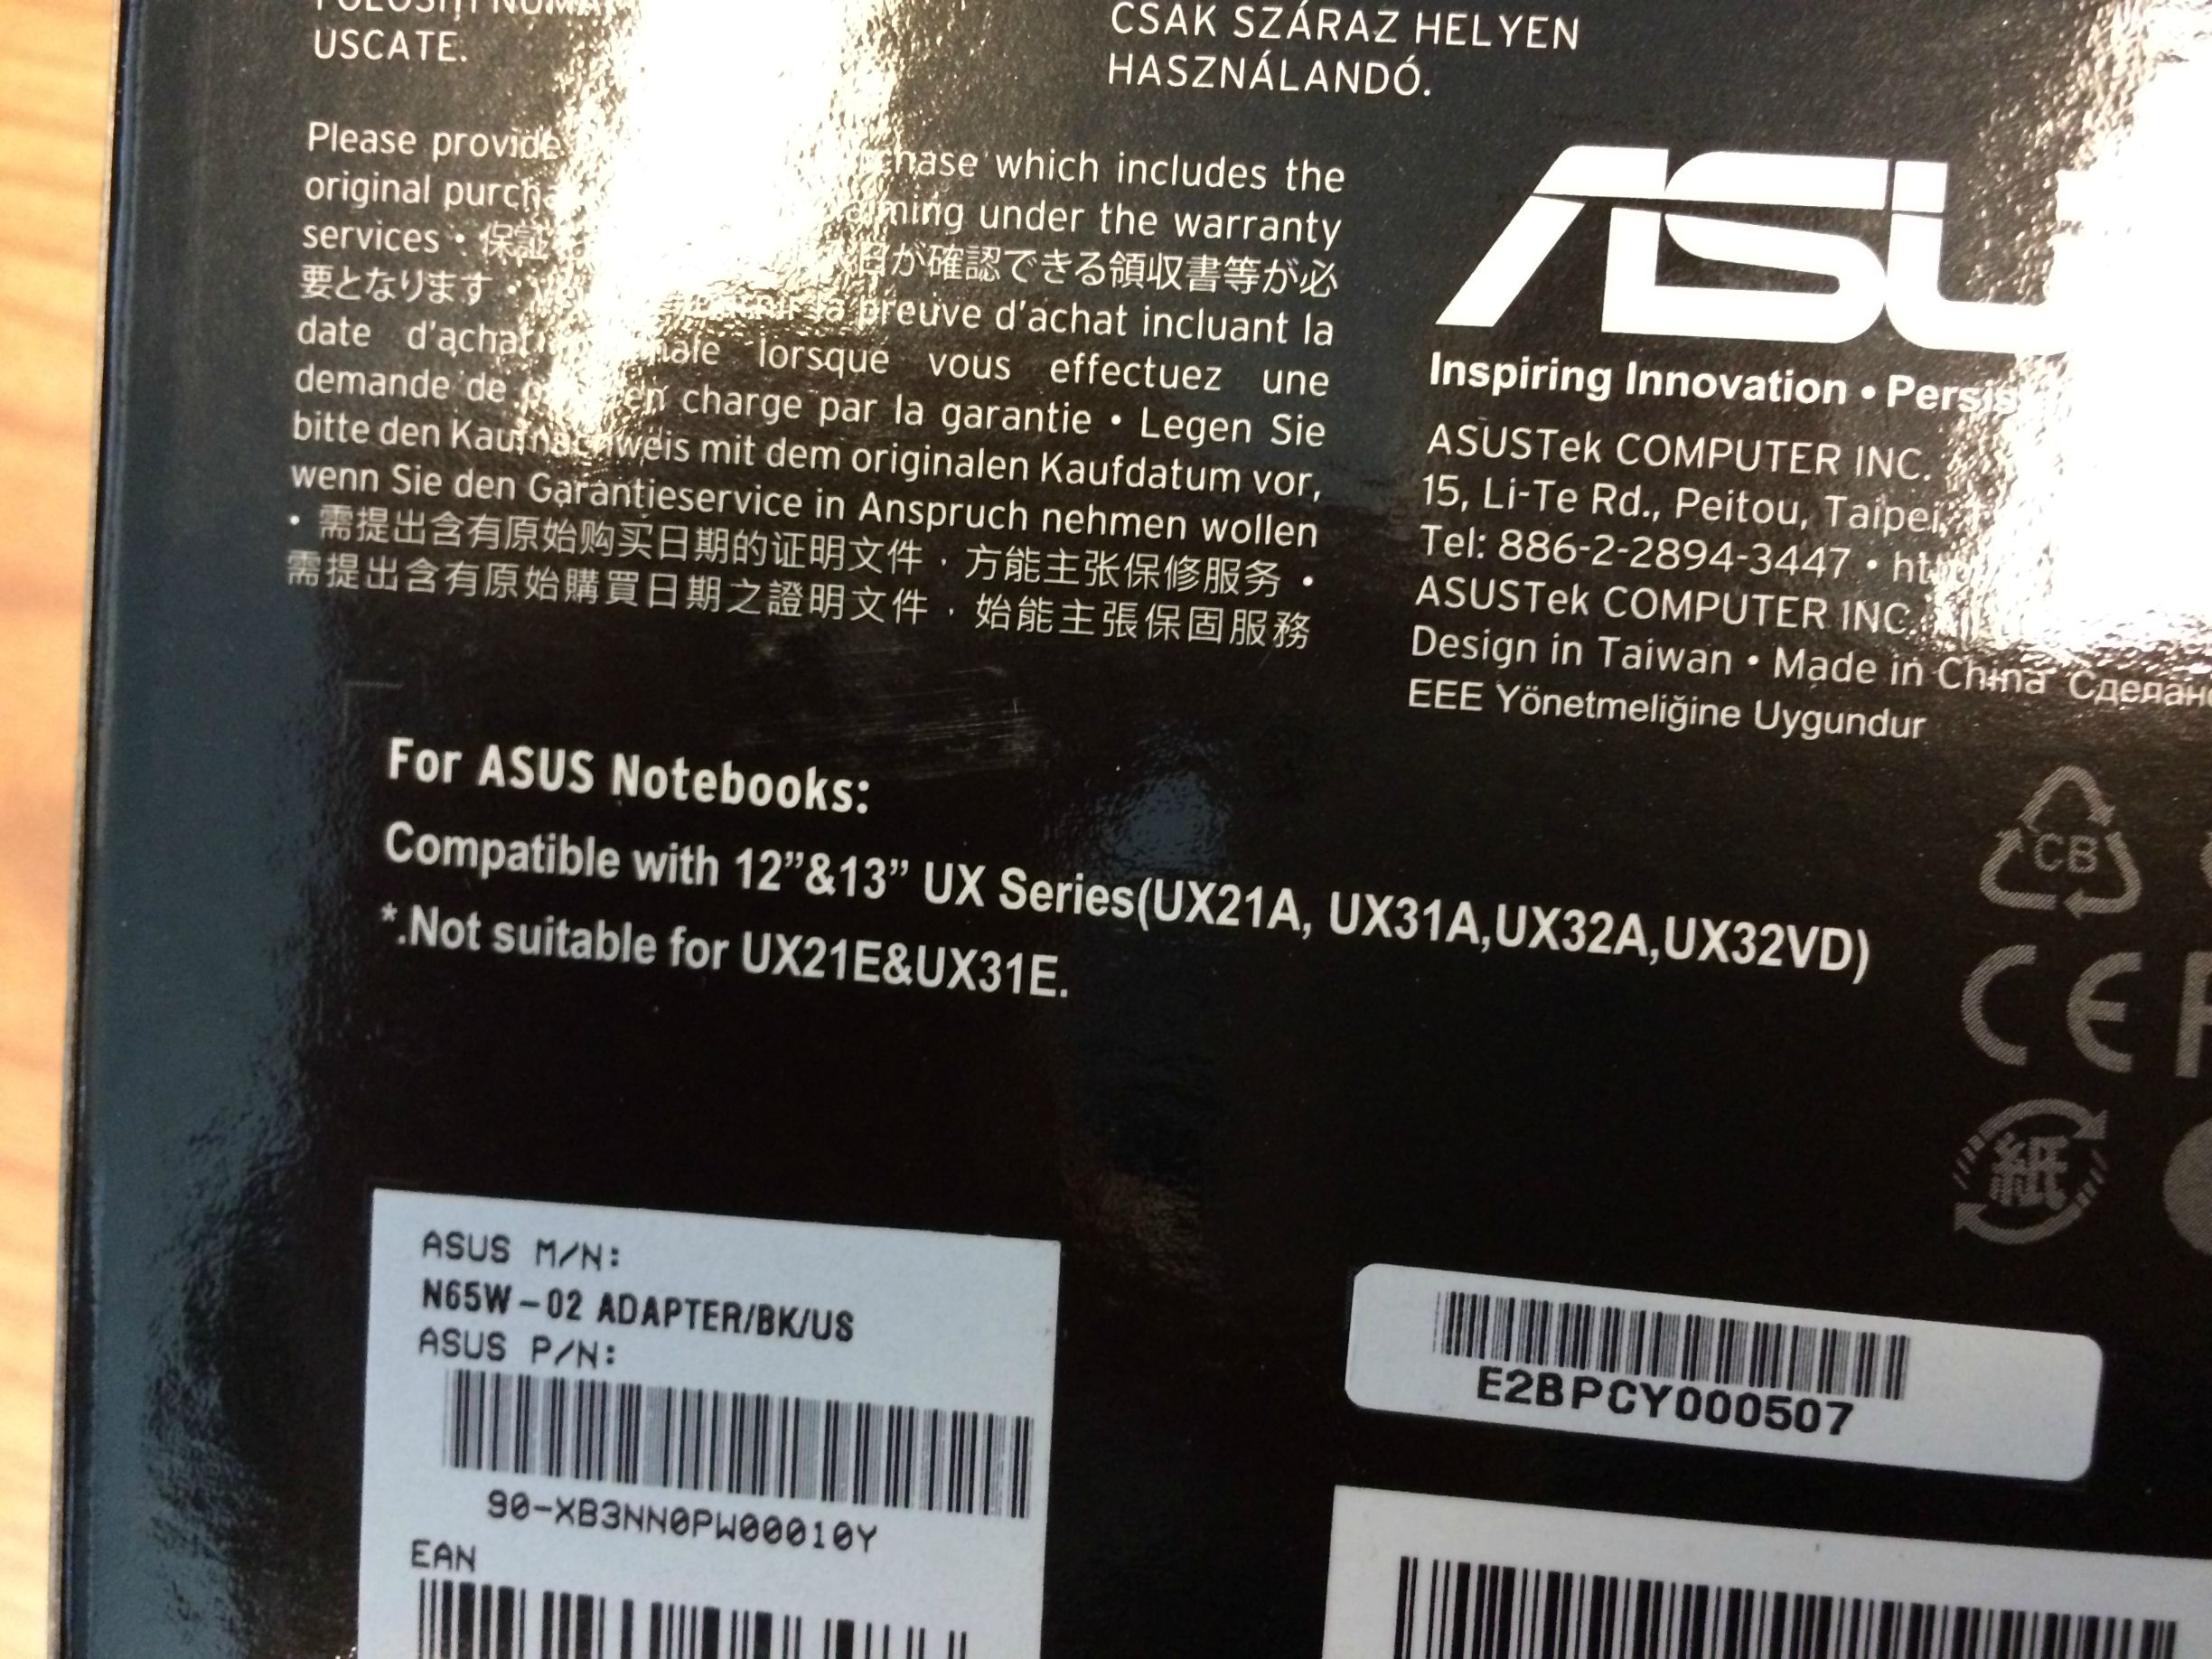 USCATE.
CSAK SZÁRAZ HELYEN
HASZNÁLANDÓ.
Please provide which includes the
original under the warranty
services • 保証 が確認できる領収書等が必
要となります •
la preuve d'achat incluant la
date d'achat lorsque vous effectuez une
demande de en charge par la garantie • Legen Sie
bitte den Kaufnachweis mit dem originalen Kaufdatum vor,
wenn Sie den Garantieservice in Anspruch nehmen wollen
• 需提出含有原始购买日期的证明文件，方能主张保修服务 •
需提出含有原始購買日期之證明文件，始能主張保固服務
Inspiring Innovation •
ASUSTek COMPUTER INC.
15, Li-Te Rd., Peitou, Taipei,
Tel: 886-2-2894-3447 •
ASUSTek COMPUTER INC.
Design in Taiwan • Made in China
EEE Yönetmeliğine Uygundur
For ASUS Notebooks:
Compatible with 12”&13” UX Series(UX21A, UX31A,UX32A,UX32VD)
*.Not suitable for UX21E&UX31E.
CB
CE
紙
ASUS M/N:
N65W-02 ADAPTER/BK/US
ASUS P/N:
90-XB3NN0PW00010Y
EAN
E2BPCY000507